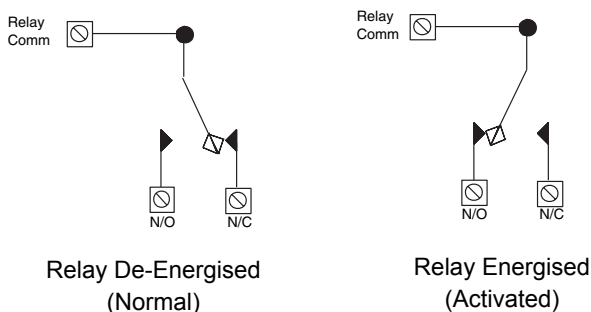 Relay
Comm
N/O
N/C
Relay De-Energised
(Normal)
Relay
Comm
N/O
N/C
Relay Energised
(Activated)